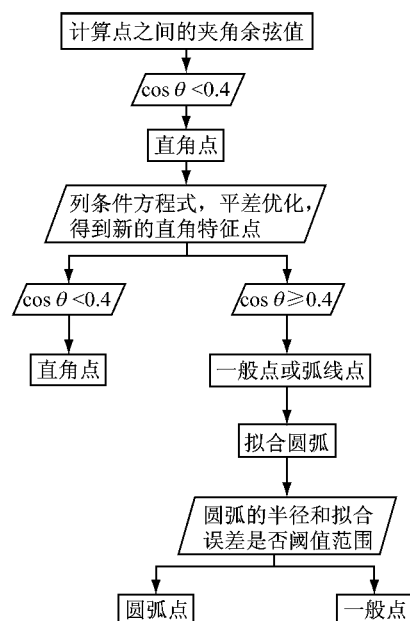 计算点之间的夹角余弦值
cos θ<0.4
直角点
列条件方程式，平差优化，
得到新的直角特征点
cos θ<0.4
cos θ≥0.4
直角点
一般点或弧线点
拟合圆弧
圆弧的半径和拟合
误差是否阈值范围
圆弧点
一般点